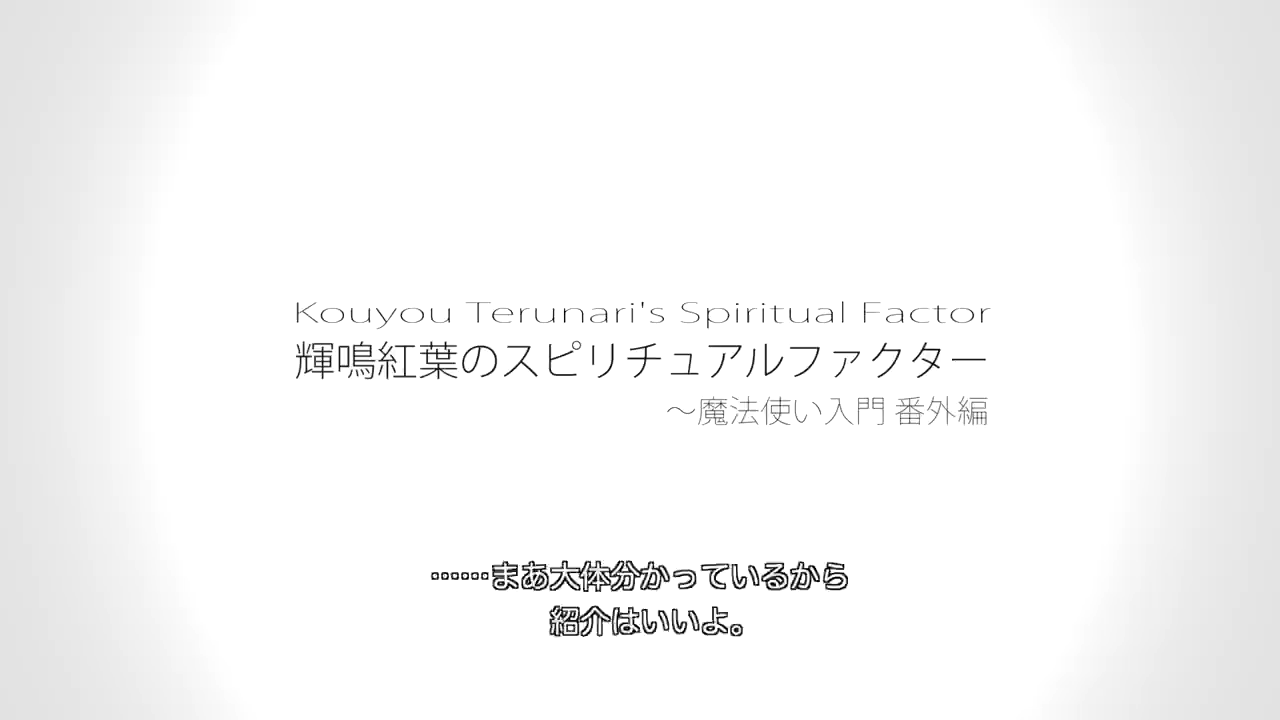 Kouyou Terunari's Spiritual Factor
輝鳴紅葉のスピリチュアルファクター
～魔法使い入門 番外編
……まあ大体分かっているから
紹介はいいよ。